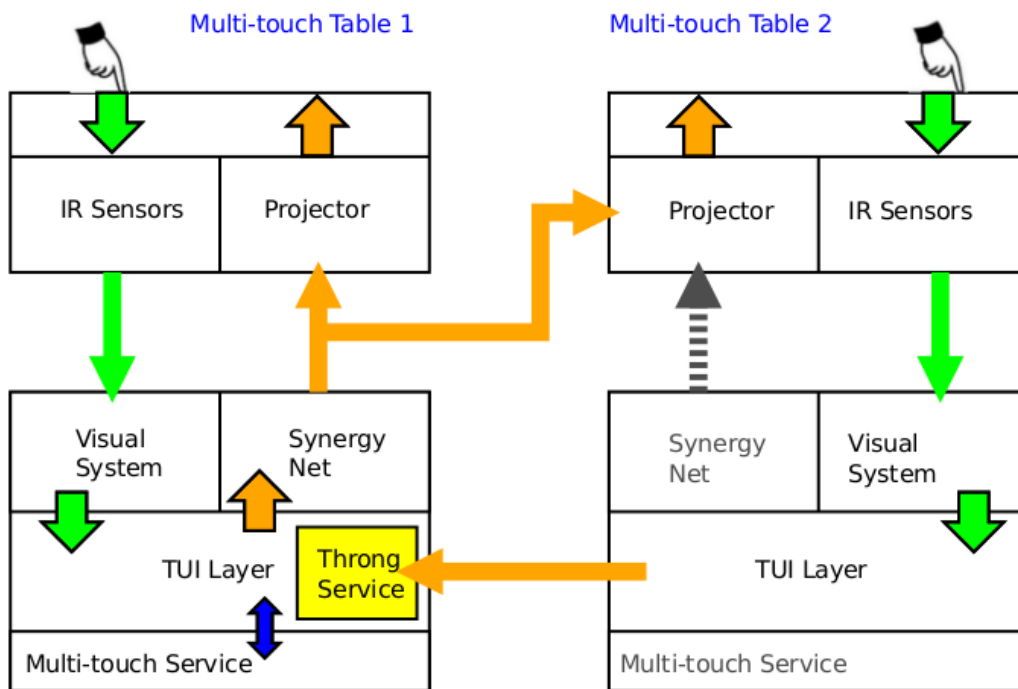 Multi-touch Table 1
Multi-touch Table 2
IR Sensors
Projector
Projector
IR Sensors
Visual
System
Synergy
Net
Synergy
Net
Visual
System
TUI Layer
Throng
Service
TUI Layer
Multi-touch Service
Multi-touch Service